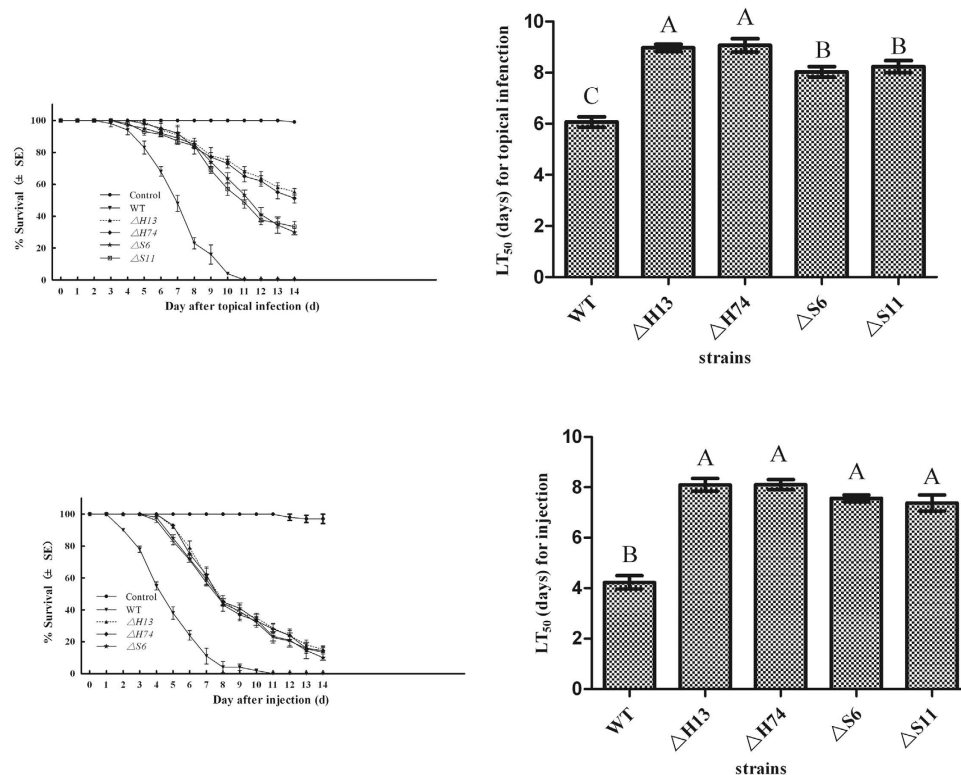 % Survival (± SE)
100
80
60
40
20
0
Control
WT
△H13
△H74
△S6
△S11
0 1 2 3 4 5 6 7 8 9 10 11 12 13 14
Day after topical infection (d)
LT50 (days) for topical infenction
10
8
6
4
2
0
C
A
A
B
B
WT
△H13
△H74
△S6
△S11
strains
% Survival (± SE)
100
80
60
40
20
0
Control
WT
△H13
△H74
△S6
0 1 2 3 4 5 6 7 8 9 10 11 12 13 14
Day after injection (d)
LT50 (days) for injection
10
8
6
4
2
0
B
A
A
A
A
WT
△H13
△H74
△S6
△S11
strains